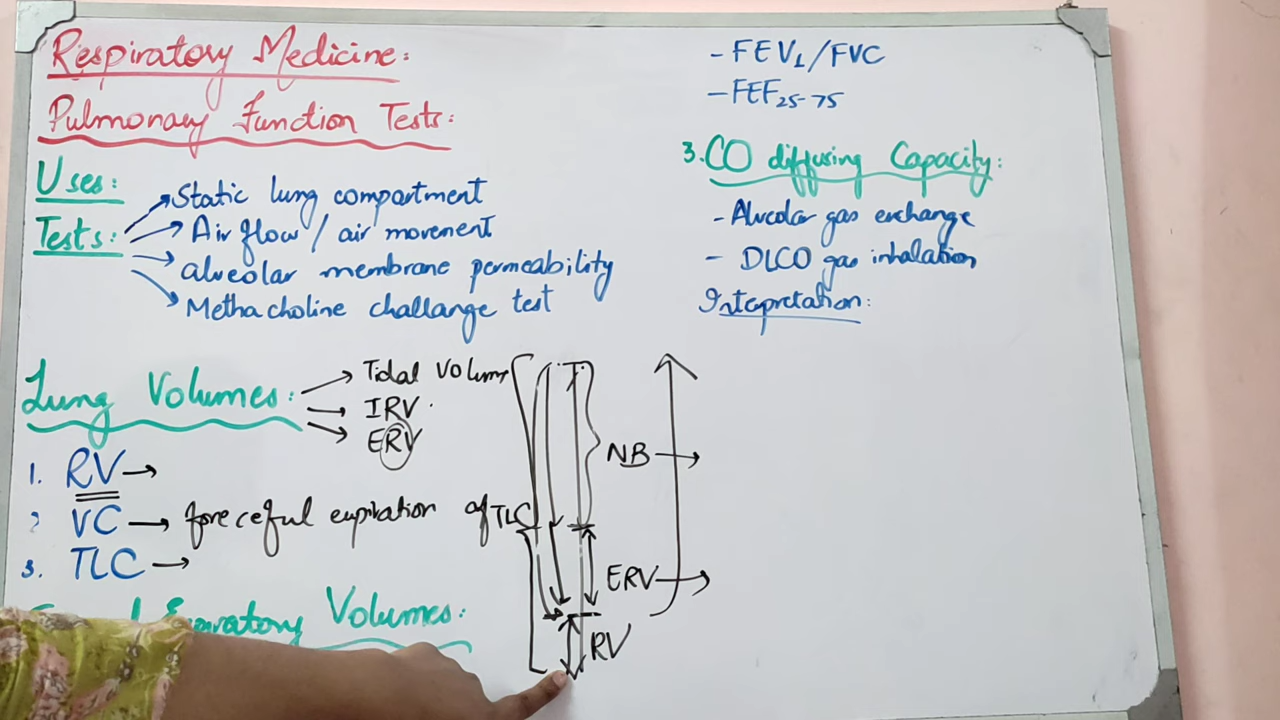 Respiratory Medicine:
Pulmonary Function Tests:
Uses:
Tests:
Static lung compartment
Air flow / air movement
alveolar membrane permeability
Methacholine challange test
Lung Volumes:
Tidal Volume
IRV
ERV
1. RV
2 VC → foreceful expiration of
3. TLC →
Expiratory Volumes:
TLC
NB
ERV
RV
- FEV1/FVC
- FEF25-75
3. CO diffusing Capacity:
- Alveolar gas exchange
- DLCO gas inhalation
Interpretation: